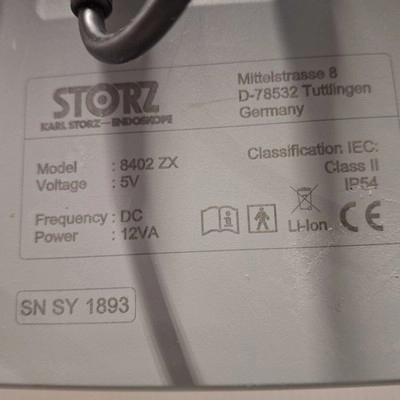 STORZ
KARL STORZ—ENDOSKOPE
Mittelstrasse 8
D-78532 Tuttlingen
Germany
Model : 8402 ZX
Voltage : 5V
Frequency : DC
Power : 12VA
Classification IEC:
Class II
IP54
Li-Ion CE
SN SY 1893